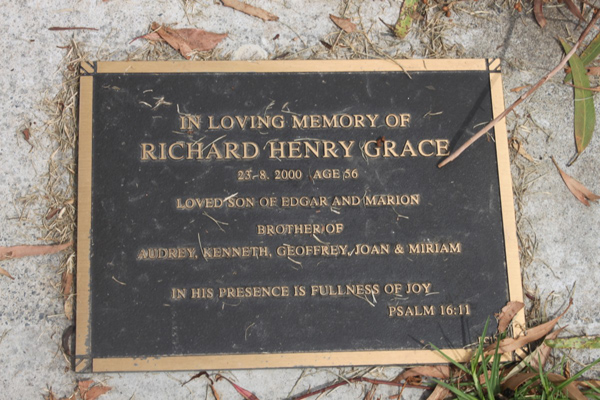 IN LOVING MEMORY OF
RICHARD HENRY GRACE
23-8. 2000 AGE 56
LOVED SON OF EDGAR AND MARION
BROTHER OF
AUDREY, KENNETH, GEOFFREY, JOAN & MIRIAM
IN HIS PRESENCE IS FULLNESS OF JOY
PSALM 16:11